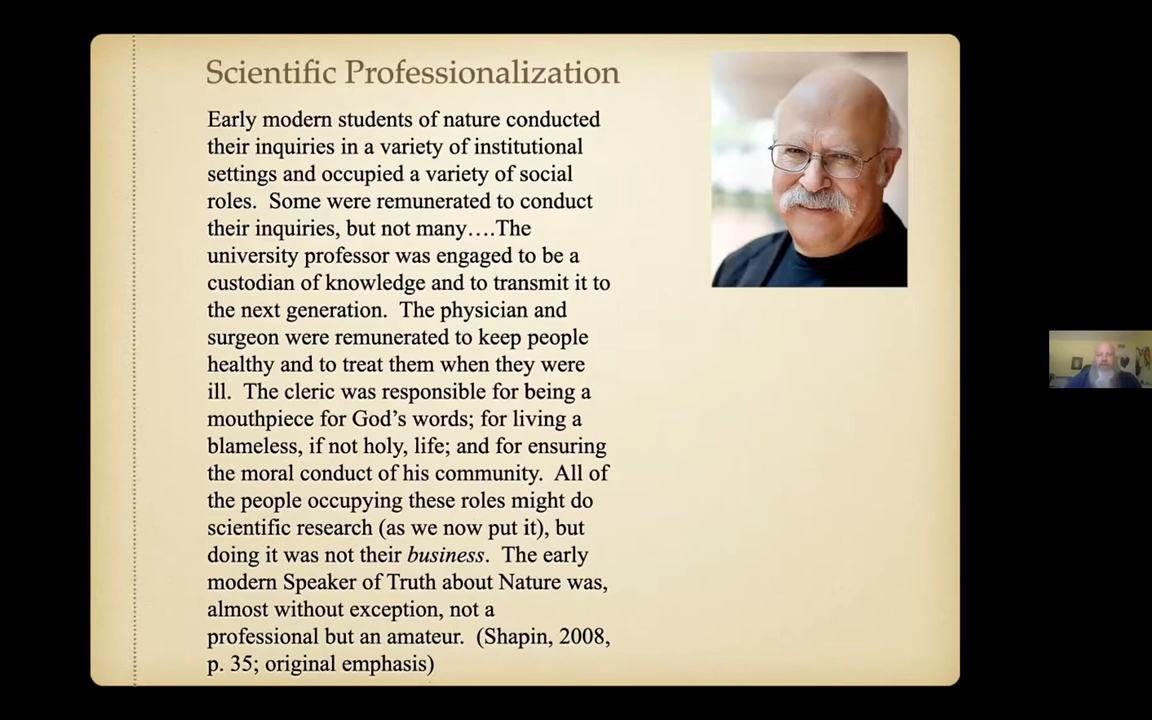 Scientific Professionalization
Early modern students of nature conducted
their inquiries in a variety of institutional
settings and occupied a variety of social
roles.  Some were remunerated to conduct
their inquiries, but not many….The
university professor was engaged to be a
custodian of knowledge and to transmit it to
the next generation.  The physician and
surgeon were remunerated to keep people
healthy and to treat them when they were
ill.  The cleric was responsible for being a
mouthpiece for God’s words; for living a
blameless, if not holy, life; and for ensuring
the moral conduct of his community.  All of
the people occupying these roles might do
scientific research (as we now put it), but
doing it was not their business.  The early
modern Speaker of Truth about Nature was,
almost without exception, not a
professional but an amateur.  (Shapin, 2008,
p. 35; original emphasis)